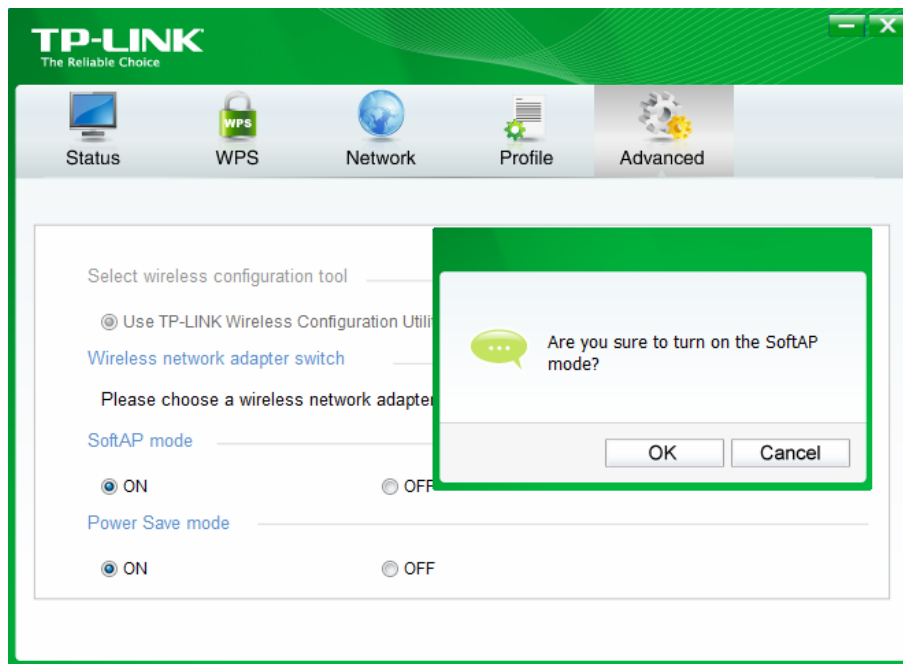 TP-LINK
The Reliable Choice
WPS
Status
WPS
Network
Profile
Advanced
Select wireless configuration tool
Use TP-LINK Wireless Configuration
Wireless network adapter switch
Please choose a wireless network adapter
SoftAP mode
ON
OFF
Power Save mode
ON
OFF
Are you sure to turn on the SoftAP
mode?
OK
Cancel